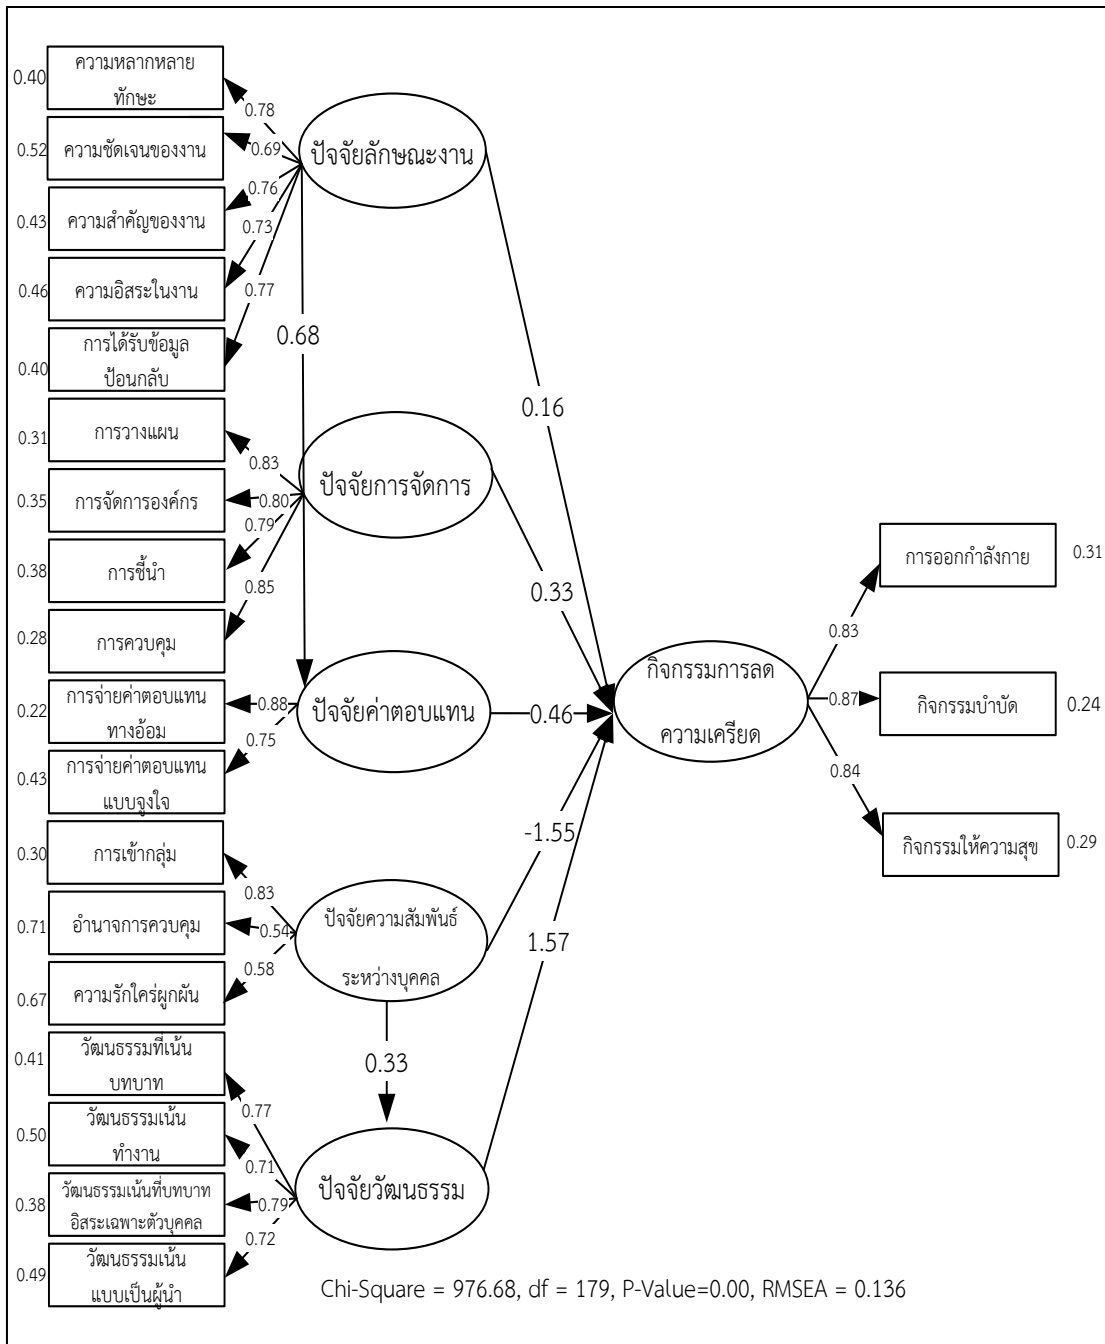 0.40
ความหลากหลาย
ทักษะ
0.78
0.52
ความชัดเจนของงาน
0.69
ปัจจัยลักษณะงาน
0.43
ความสำคัญของงาน
0.76
0.73
0.46
ความอิสระในงาน
0.77
0.68
0.40
การได้รับข้อมูล
ป้อนกลับ
0.16
0.31
การวางแผน
0.83
ปัจจัยการจัดการ
0.35
การจัดการองค์กร
0.80
0.79
0.38
การชี้นำ
0.85
0.33
0.28
การควบคุม
0.22
การจ่ายค่าตอบแทน
ทางอ้อม
0.88
ปัจจัยค่าตอบแทน
0.46
0.75
0.43
การจ่ายค่าตอบแทน
แบบจูงใจ
กิจกรรมการลด
ความเครียด
0.83
การออกกำลังกาย
0.31
0.87
กิจกรรมบำบัด
0.24
0.84
กิจกรรมให้ความสุข
0.29
-1.55
0.30
การเข้ากลุ่ม
0.83
0.71
อำนาจการควบคุม
0.54
ปัจจัยความสัมพันธ์
ระหว่างบุคคล
1.57
0.58
0.67
ความรักใคร่ผูกผัน
0.33
0.41
วัฒนธรรมที่เน้น
บทบาท
0.77
0.50
วัฒนธรรมเน้น
ทำงาน
0.71
ปัจจัยวัฒนธรรม
0.38
วัฒนธรรมเน้นที่บทบาท
อิสระเฉพาะตัวบุคคล
0.79
0.72
0.49
วัฒนธรรมเน้น
แบบเป็นผู้นำ
Chi-Square = 976.68, df = 179, P-Value=0.00, RMSEA = 0.136